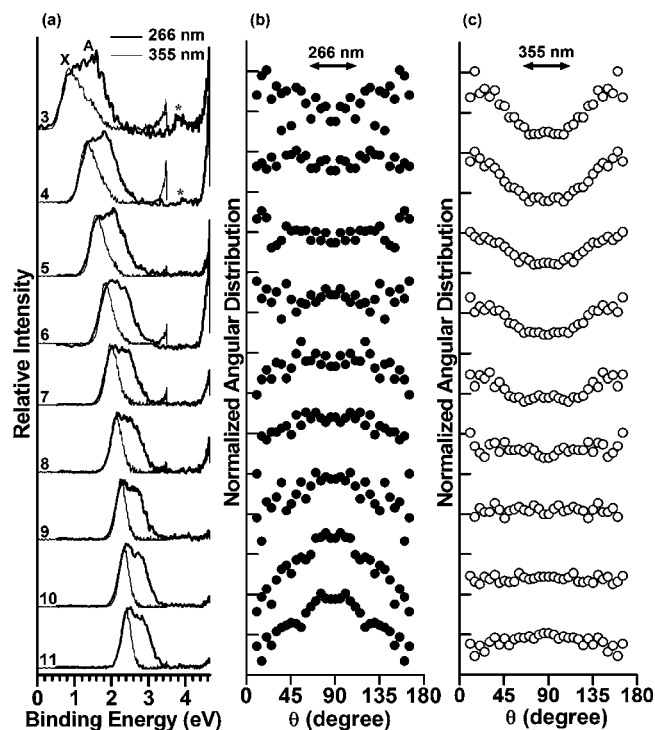 (a)
266 nm
355 nm
X
A
*
*
3
4
5
6
7
8
9
10
11
Relative Intensity
0 1 2 3 4
Binding Energy (eV)
(b)
266 nm
Normalized Angular Distribution
0 45 90 135 180
θ (degree)
(c)
355 nm
Normalized Angular Distribution
0 45 90 135 180
θ (degree)